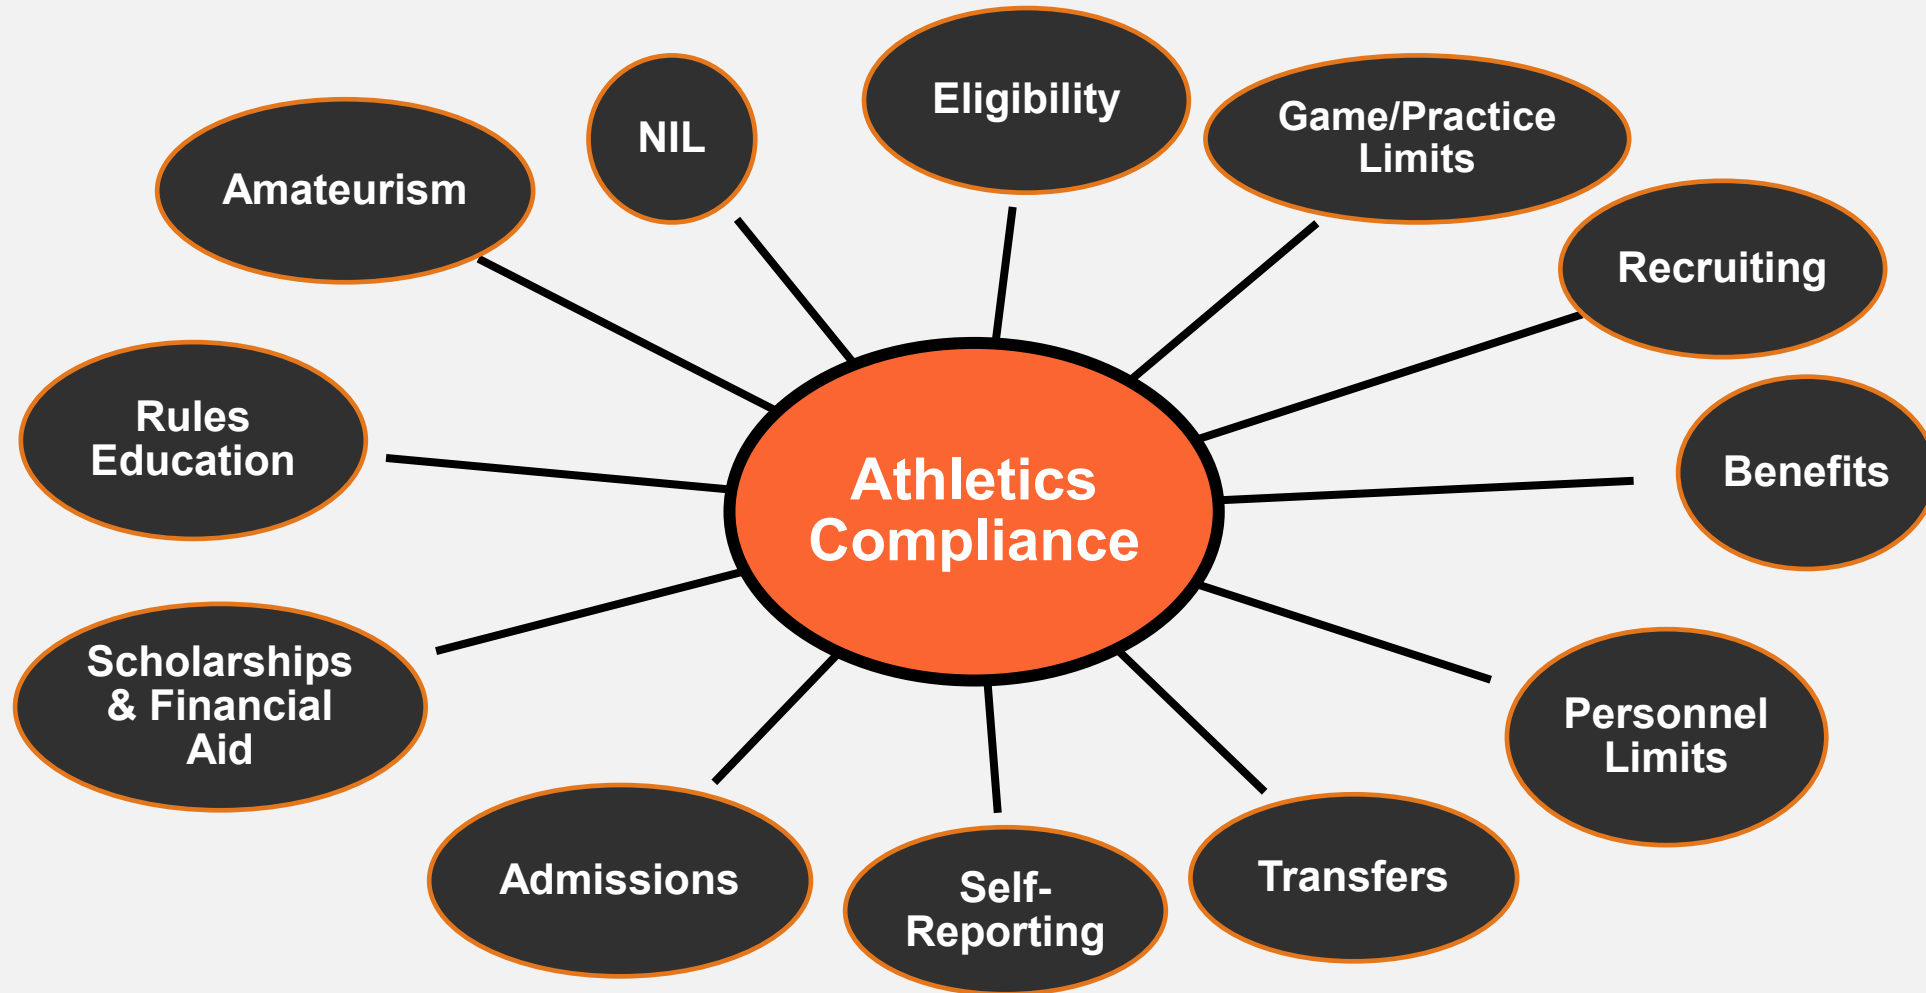 Eligibility
Game/Practice
Limits
NIL
Amateurism
Recruiting
Rules
Education
Benefits
Athletics
Compliance
Scholarships
& Financial
Aid
Personnel
Limits
Admissions
Self-
Reporting
Transfers